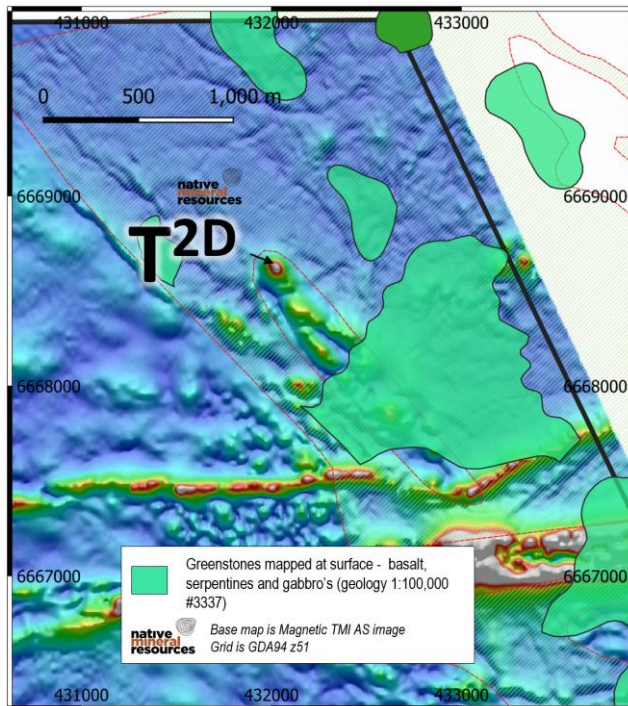 431000 432000 433000
0 500 1,000 m
native
mineral
resources
6669000 6669000
T2D
6668000 6668000
6667000 6667000
Greenstones mapped at surface - basalt,
serpentines and gabbro's (geology 1:100,000
#3337)
native
mineral
resources
Base map is Magnetic TMI AS image
Grid is GDA94 z51
431000 432000 433000